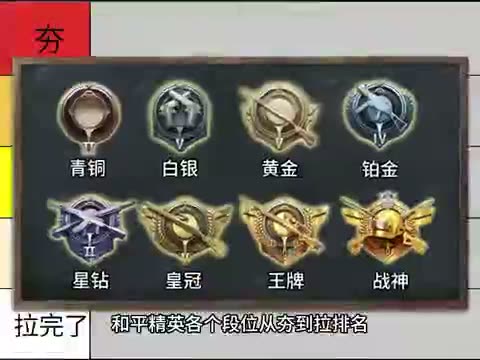 夯
青铜 白银 黄金 铂金
II
星钻 皇冠 王牌 战神
拉完了
和平精英各个段位从夯到拉排名